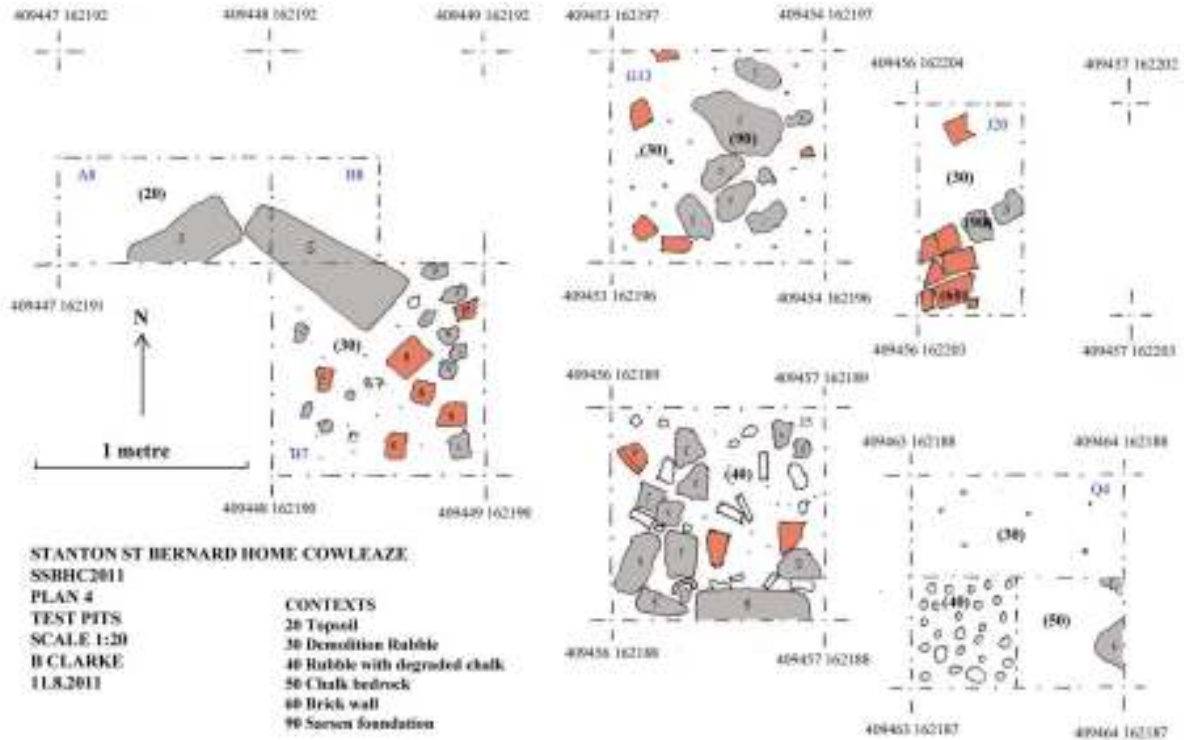 409447 162192
409448 162192
409449 162192
A8
B8
(20)
409447 162191
N
(30)
1 metre
B7
409448 162190
409449 162190
409453 162197
409454 162197
(30)
(90)
409453 162196
409454 162196
409456 162204
409457 162202
J20
(30)
(90)
(60)
409456 162203
409457 162203
409456 162189
409457 162189
(40)
409456 162188
409457 162188
409463 162188
409464 162188
Q4
(30)
(40)
(50)
409463 162187
409464 162187
STANTON ST BERNARD HOME COWLEAZE
SSBHC2011
PLAN 4
TEST PITS
SCALE 1:20
B CLARKE
11.8.2011
CONTEXTS
20 Topsoil
30 Demolition Rubble
40 Rubble with degraded chalk
50 Chalk bedrock
60 Brick wall
90 Sarsen foundation